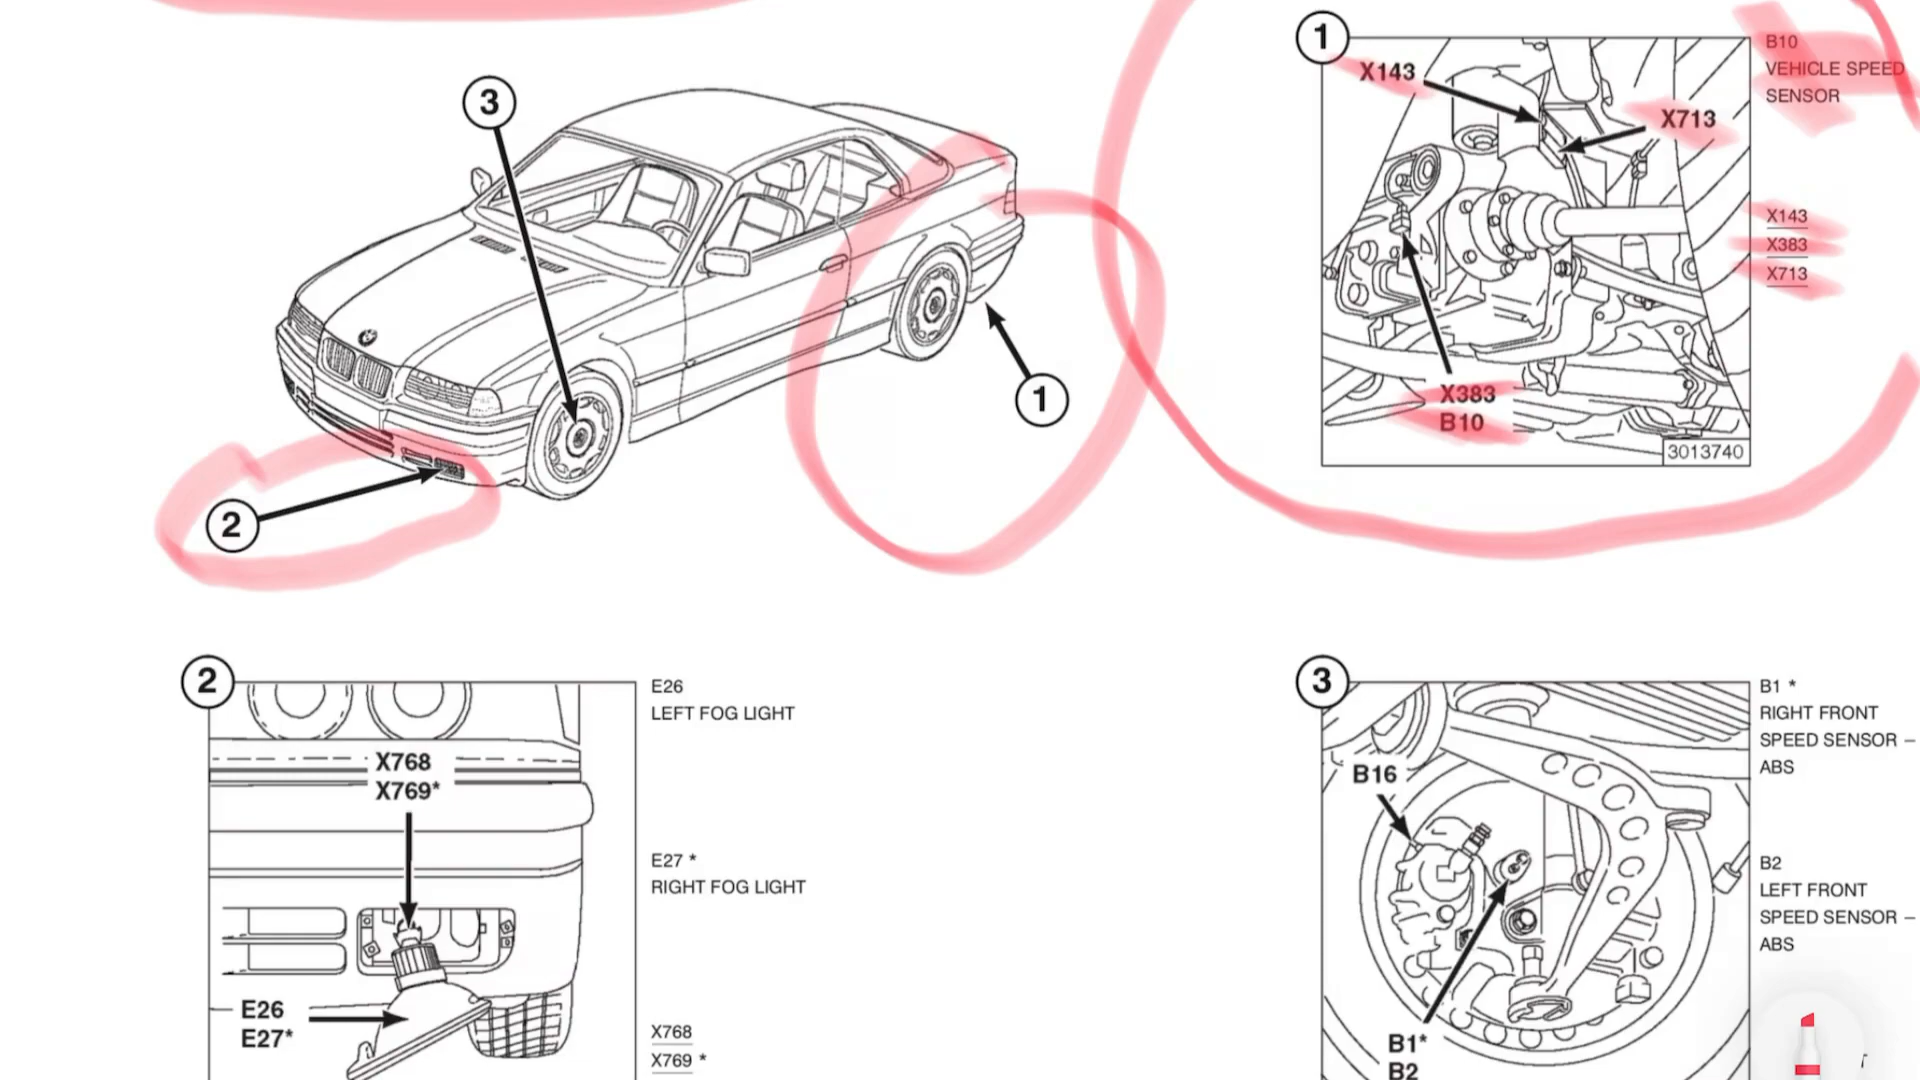 3
1
2
1
X143
X713
X383
B10
3013740
B10
VEHICLE SPEED
SENSOR
X143
X383
X713
2
X768
X769*
E26
E27*
E26
LEFT FOG LIGHT
E27 *
RIGHT FOG LIGHT
X768
X769 *
3
B16
B1*
B2
B1 *
RIGHT FRONT
SPEED SENSOR –
ABS
B2
LEFT FRONT
SPEED SENSOR –
ABS